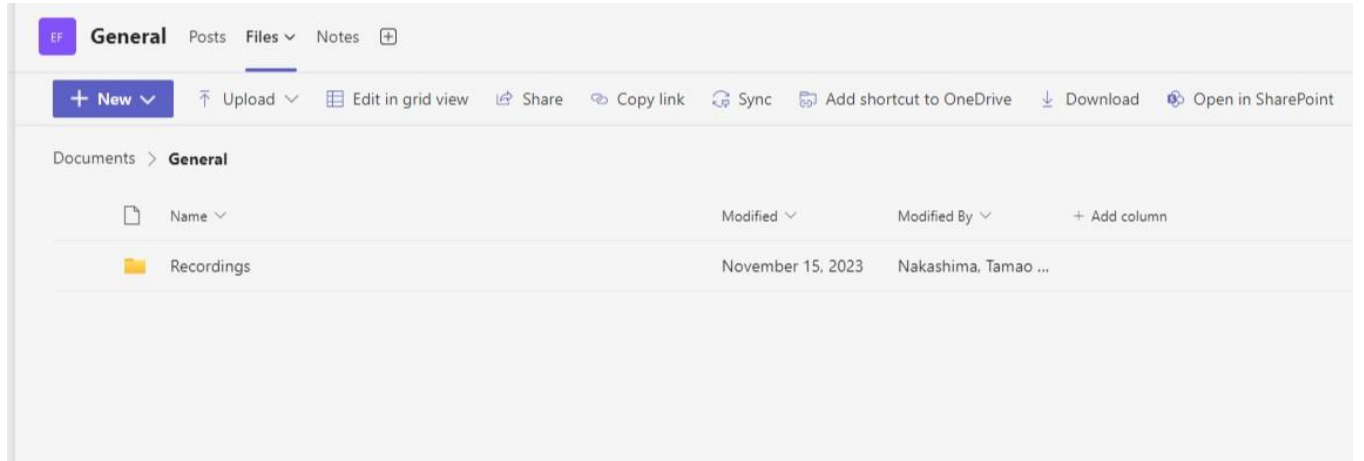 EF General Posts Files Notes
New Upload Edit in grid view Share Copy link Sync Add shortcut to OneDrive Download Open in SharePoint
Documents > General
Name Modified Modified By + Add column
Recordings November 15, 2023 Nakashima, Tamao ...